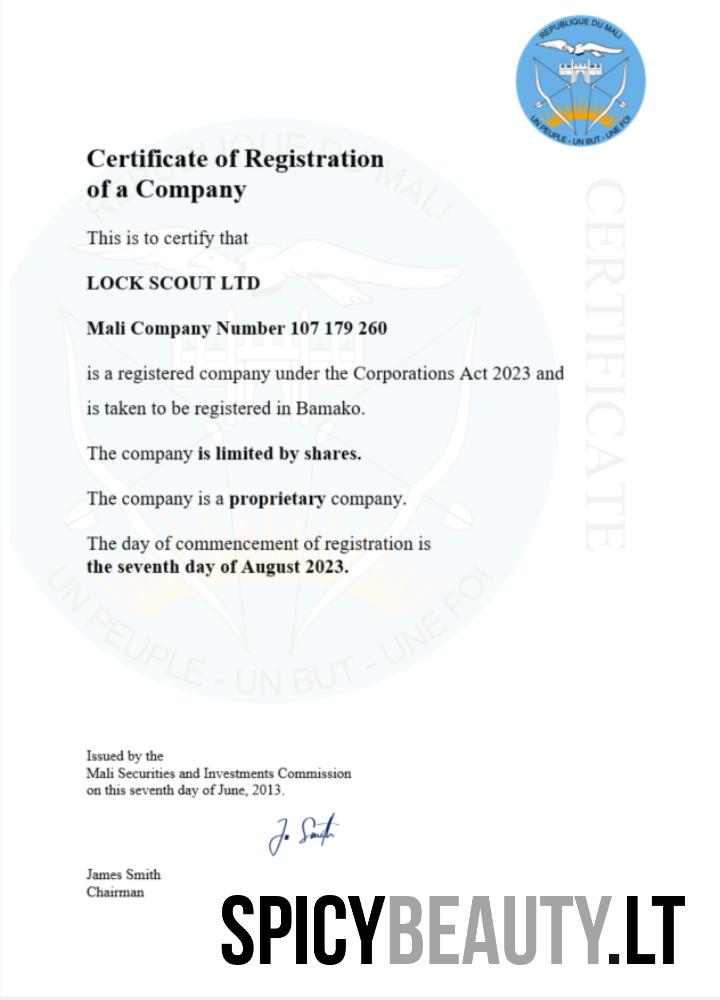 REPUBLIQUE DU MALI
UN PEUPLE - UN BUT - UNE FOI
REPUBLIQUE DU MALI
Certificate of Registration
of a Company
This is to certify that
LOCK SCOUT LTD
Mali Company Number 107 179 260
is a registered company under the Corporations Act 2023 and
is taken to be registered in Bamako.
The company is limited by shares.
The company is a proprietary company.
The day of commencement of registration is
the seventh day of August 2023.
UN PEUPLE - UN BUT - UNE FOI
CERTIFICATE
Issued by the
Mali Securities and Investments Commission
on this seventh day of June, 2013.
J. Smith
James Smith
Chairman
SPICYBEAUTY.LT